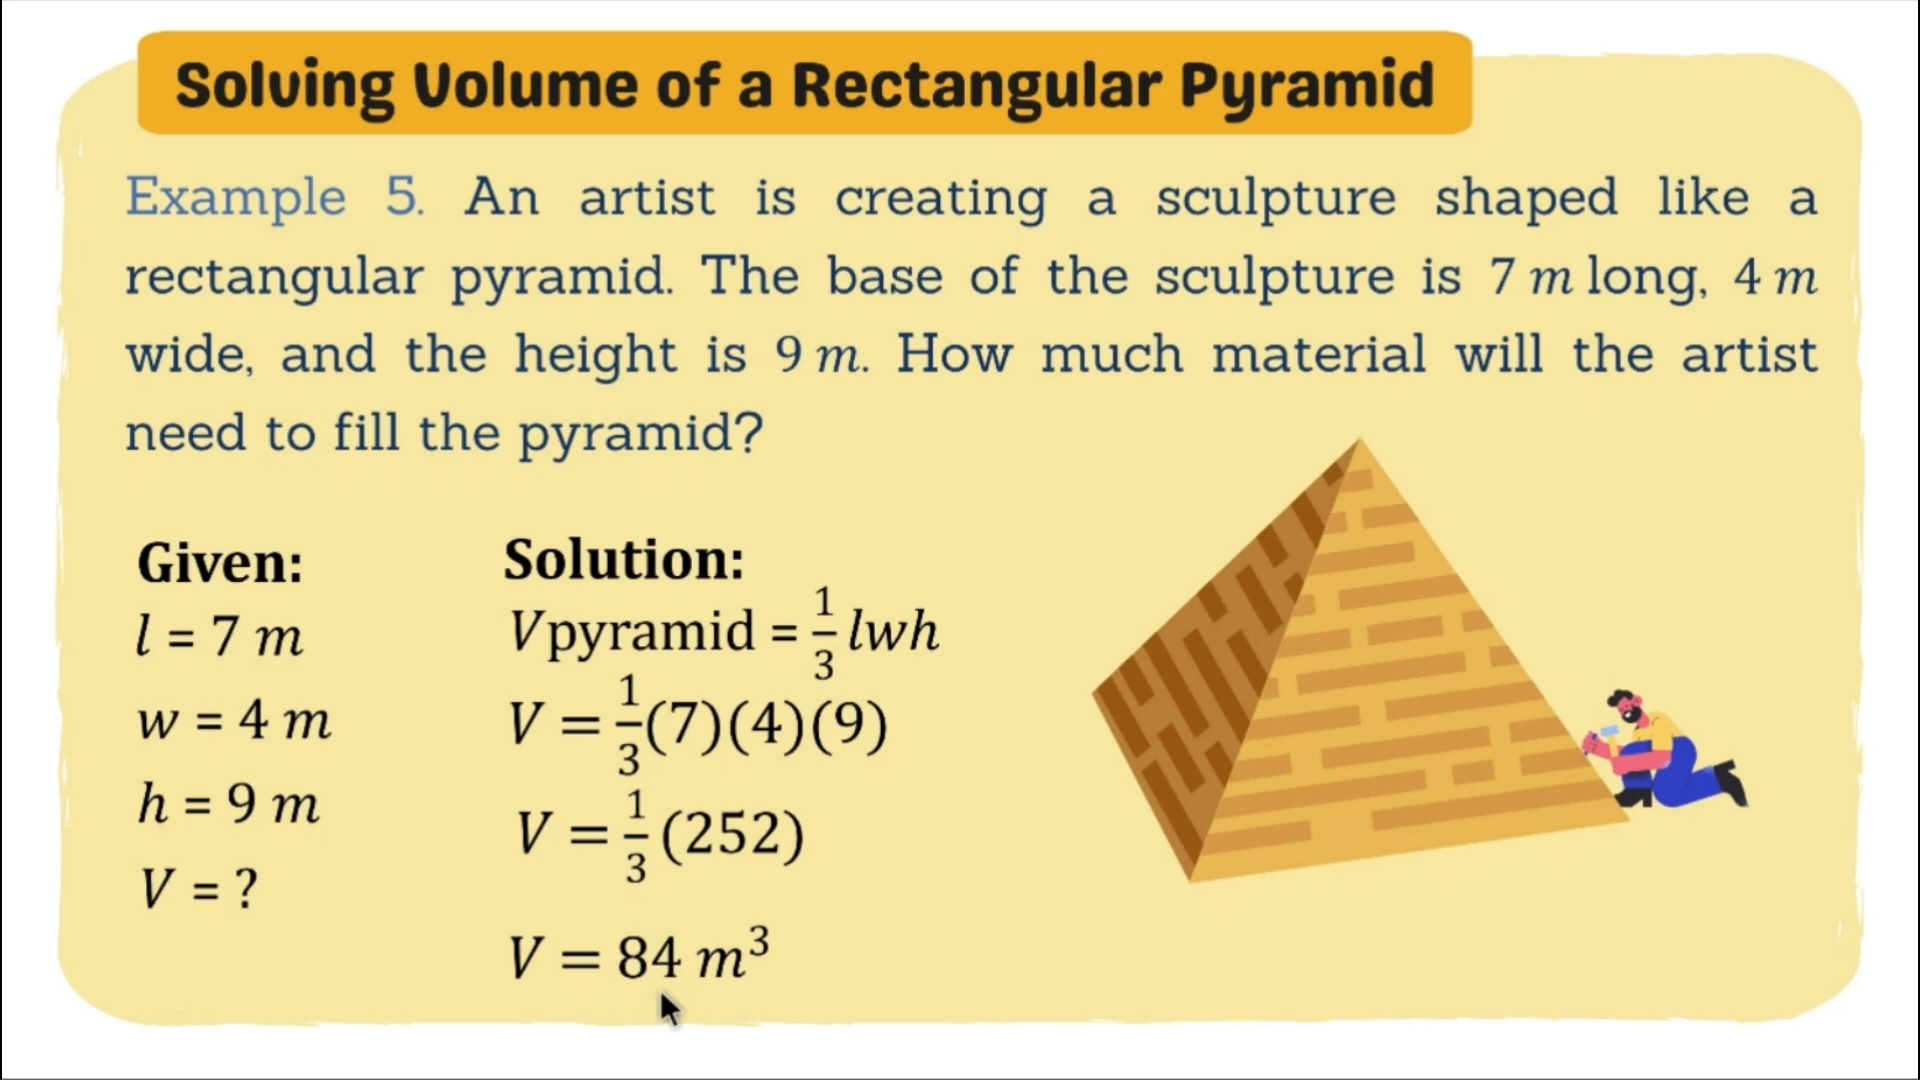 Solving Volume of a Rectangular Pyramid
Example 5. An artist is creating a sculpture shaped like a
rectangular pyramid. The base of the sculpture is 7 m long, 4 m
wide, and the height is 9 m. How much material will the artist
need to fill the pyramid?
Given:
l = 7 m
w = 4 m
h = 9 m
V = ?
Solution:
Vpyramid = 1/3 lwh
V = 1/3 (7)(4)(9)
V = 1/3 (252)
V = 84 m³